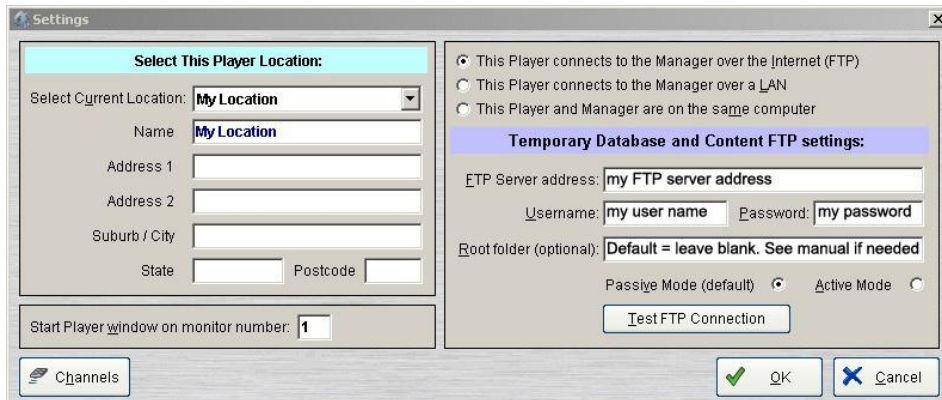 Settings
Select This Player Location:
Select Current Location: My Location
Name My Location
Address 1
Address 2
Suburb / City
State Postcode
Start Player window on monitor number: 1
Channels
This Player connects to the Manager over the Internet (FTP)
This Player connects to the Manager over a LAN
This Player and Manager are on the same computer
Temporary Database and Content FTP settings:
FTP Server address: my FTP server address
Username: my user name Password: my password
Root folder (optional): Default = leave blank. See manual if needed
Passive Mode (default) Active Mode
Test FTP Connection
OK Cancel